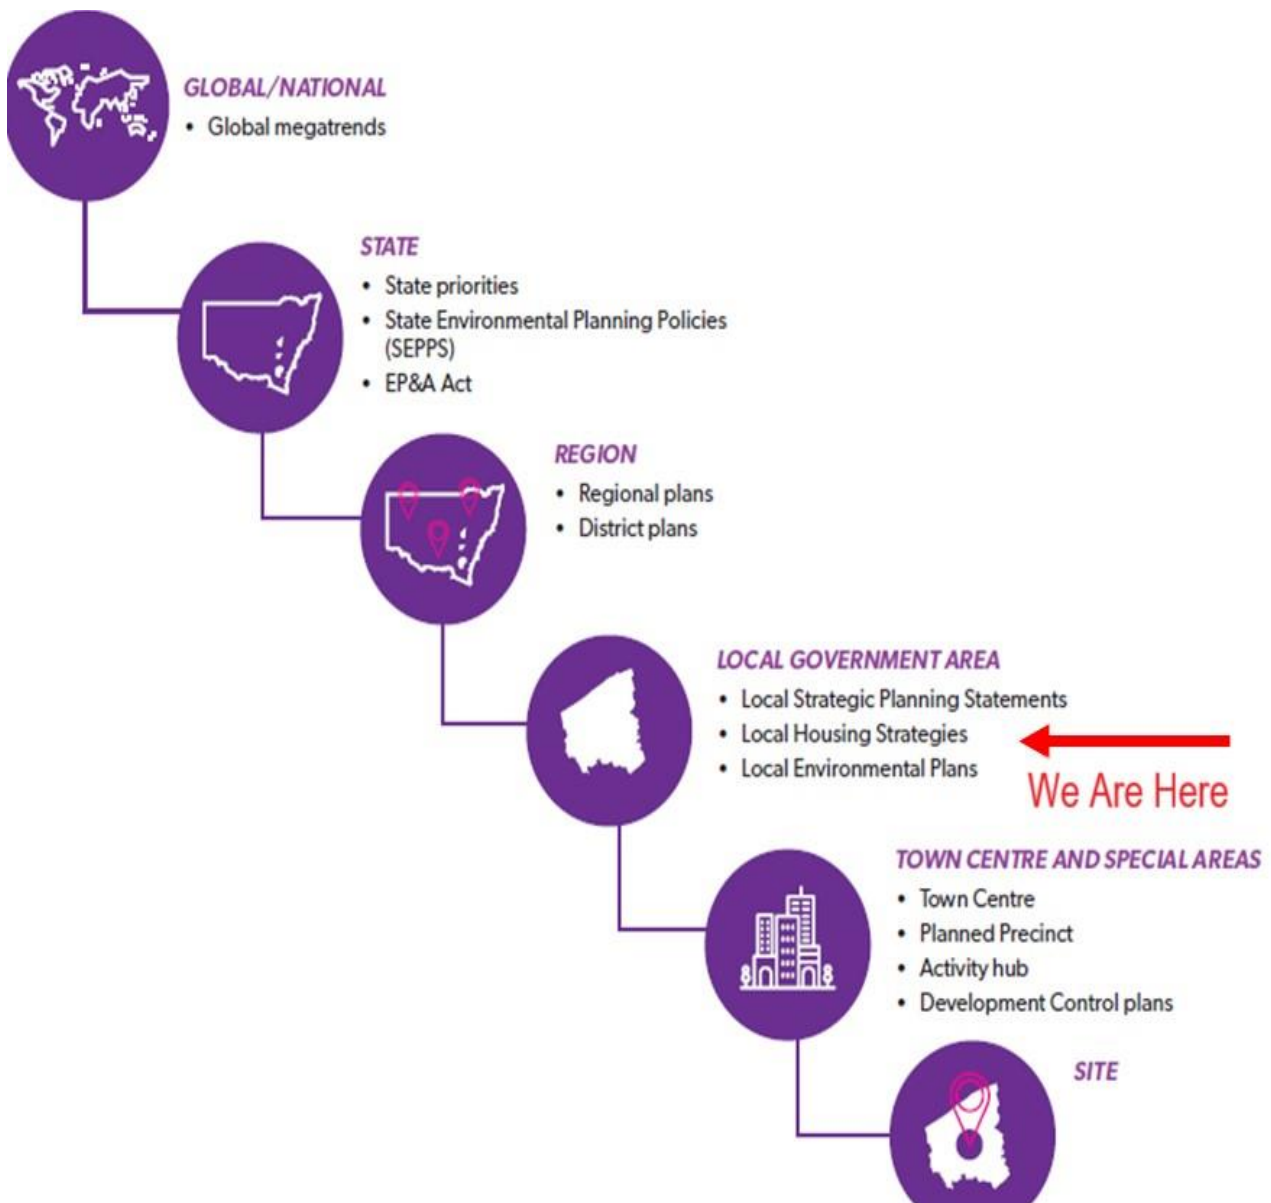 GLOBAL/NATIONAL
• Global megatrends
STATE
• State priorities
• State Environmental Planning Policies
(SEPPS)
• EP&A Act
REGION
• Regional plans
• District plans
LOCAL GOVERNMENT AREA
• Local Strategic Planning Statements
• Local Housing Strategies
• Local Environmental Plans
We Are Here
TOWN CENTRE AND SPECIAL AREAS
• Town Centre
• Planned Precinct
• Activity hub
• Development Control plans
SITE